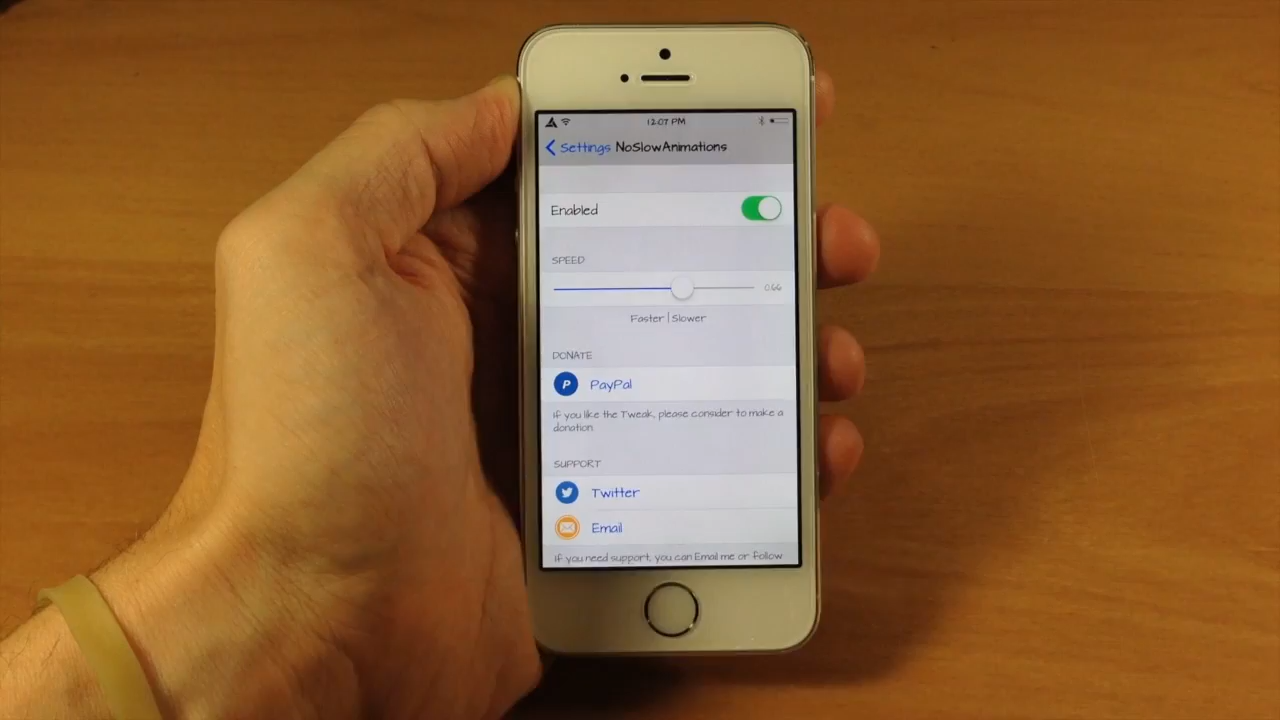 12:07 PM
Settings NoSlowAnimations
Enabled
SPEED
0.66
Faster | Slower
DONATE
P PayPal
If you like the Tweak, please consider to make a
donation.
SUPPORT
Twitter
Email
If you need support, you can Email me or follow